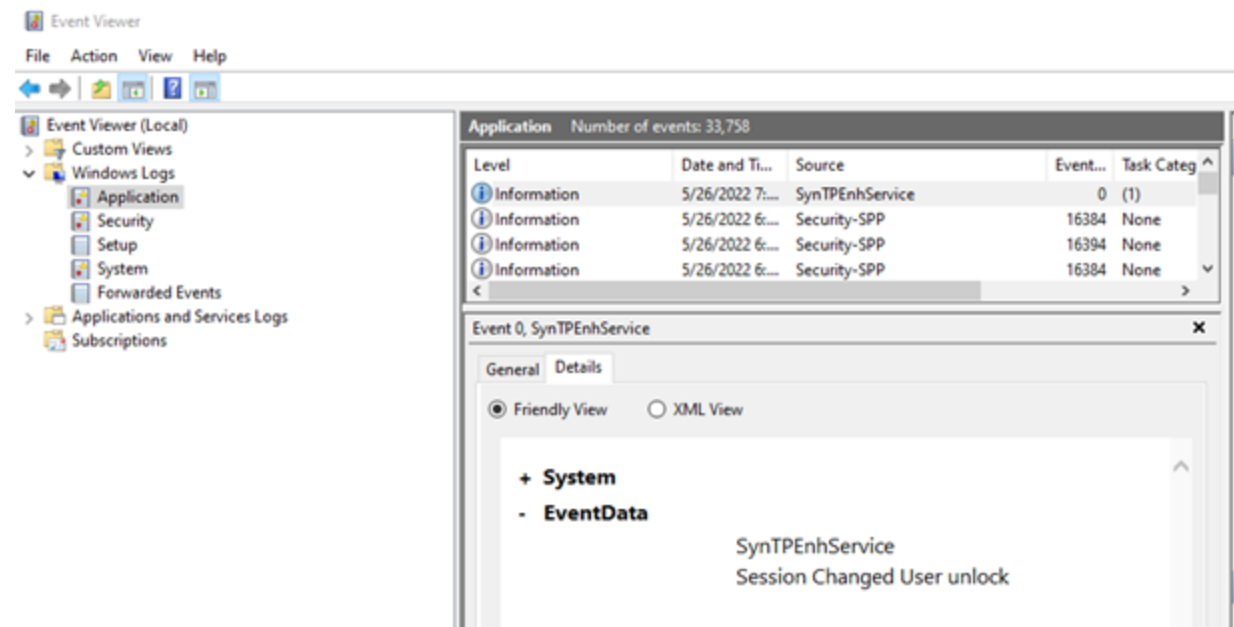 Event Viewer
File Action View Help
Event Viewer (Local)
Custom Views
Windows Logs
Application
Security
Setup
System
Forwarded Events
Applications and Services Logs
Subscriptions
Application Number of events: 33,758
Level Date and Ti... Source Event... Task Categ
Information 5/26/2022 7:... SynTPEnhService 0 (1)
Information 5/26/2022 6:... Security-SPP 16384 None
Information 5/26/2022 6:... Security-SPP 16394 None
Information 5/26/2022 6:... Security-SPP 16384 None
Event 0, SynTPEnhService
General Details
Friendly View XML View
+ System
- EventData
SynTPEnhService
Session Changed User unlock